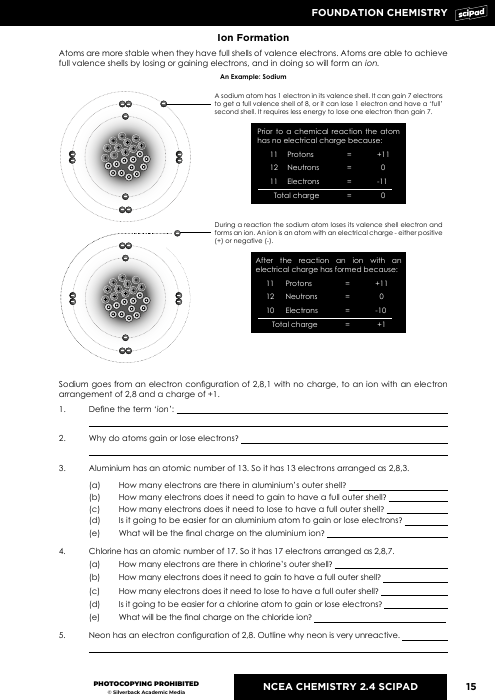 FOUNDATION CHEMISTRY scipad
Ion Formation
Atoms are more stable when they have full shells of valence electrons. Atoms are able to achieve
full valence shells by losing or gaining electrons, and in doing so will form an ion.
An Example: Sodium
A sodium atom has 1 electron in its valence shell. It can gain 7 electrons
to get a full valence shell of 8, or it can lose 1 electron and have a 'full'
second shell. It requires less energy to lose one electron than gain 7.
Prior to a chemical reaction the atom
has no electrical charge because:
11 Protons = +11
12 Neutrons = 0
11 Electrons = -11
Total charge = 0
During a reaction the sodium atom loses its valence shell electron and
forms an ion. An ion is an atom with an electrical charge - either positive
(+) or negative (-).
After the reaction an ion with an
electrical charge has formed because:
11 Protons = +11
12 Neutrons = 0
10 Electrons = -10
Total charge = +1
Sodium goes from an electron configuration of 2,8,1 with no charge, to an ion with an electron
arrangement of 2,8 and a charge of +1.
1. Define the term 'ion':
2. Why do atoms gain or lose electrons?
3. Aluminium has an atomic number of 13. So it has 13 electrons arranged as 2,8,3.
(a) How many electrons are there in aluminium's outer shell?
(b) How many electrons does it need to gain to have a full outer shell?
(c) How many electrons does it need to lose to have a full outer shell?
(d) Is it going to be easier for an aluminium atom to gain or lose electrons?
(e) What will be the final charge on the aluminium ion?
4. Chlorine has an atomic number of 17. So it has 17 electrons arranged as 2,8,7.
(a) How many electrons are there in chlorine's outer shell?
(b) How many electrons does it need to gain to have a full outer shell?
(c) How many electrons does it need to lose to have a full outer shell?
(d) Is it going to be easier for a chlorine atom to gain or lose electrons?
(e) What will be the final charge on the chloride ion?
5. Neon has an electron configuration of 2,8. Outline why neon is very unreactive.
PHOTOCOPYING PROHIBITED
© Silverback Academic Media
NCEA CHEMISTRY 2.4 SCIPAD
15